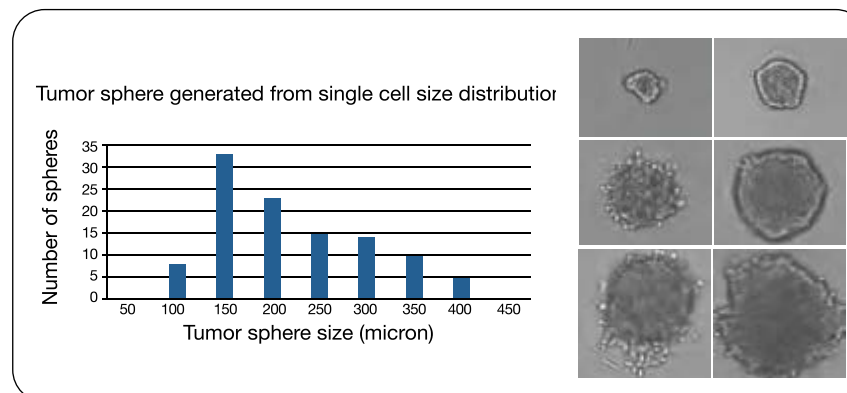 Tumor sphere generated from single cell size distribution
Number of spheres
35
30
25
20
15
10
5
0
50 100 150 200 250 300 350 400 450
Tumor sphere size (micron)